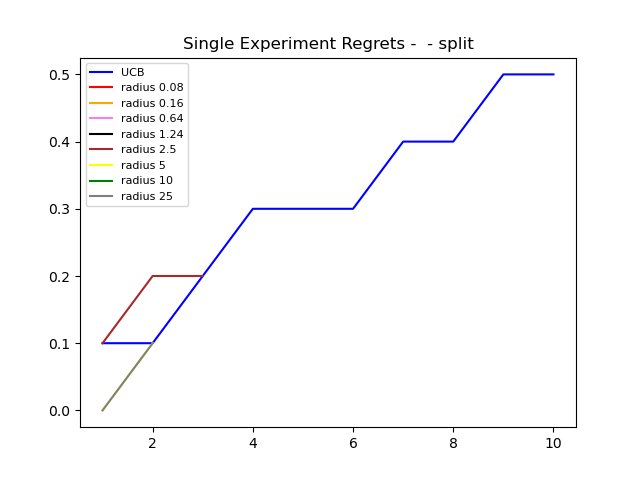 Single Experiment Regrets -  - split
UCB
radius 0.08
radius 0.16
radius 0.64
radius 1.24
radius 2.5
radius 5
radius 10
radius 25
0.5
0.4
0.3
0.2
0.1
0.0
2
4
6
8
10